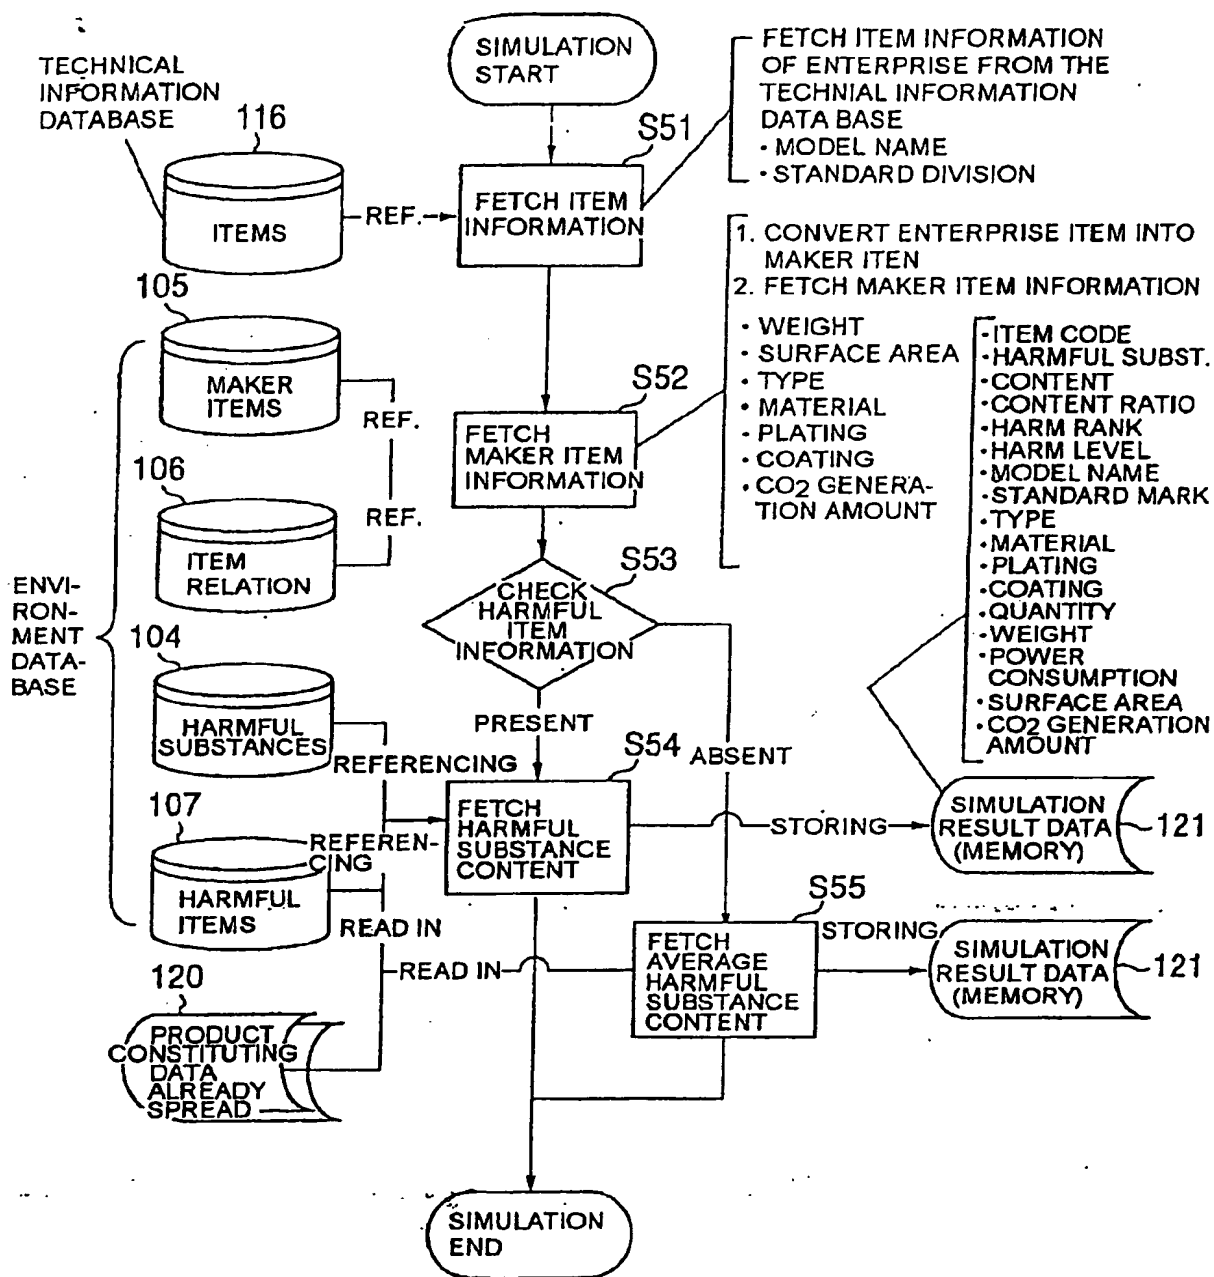 SIMULATION
START
FETCH ITEM INFORMATION
OF ENTERPRISE FROM THE
TECHNIAL INFORMATION
DATA BASE
• MODEL NAME
• STANDARD DIVISION
TECHNICAL
INFORMATION
DATABASE
116
ITEMS
REF.
S51
FETCH ITEM
INFORMATION
1. CONVERT ENTERPRISE ITEM INTO
MAKER ITEN
2. FETCH MAKER ITEM INFORMATION
• WEIGHT
• SURFACE AREA
• TYPE
• MATERIAL
• PLATING
• COATING
• CO2 GENERA-
TION AMOUNT
• ITEM CODE
• HARMFUL SUBST.
• CONTENT
• CONTENT RATIO
• HARM RANK
• HARM LEVEL
• MODEL NAME
• STANDARD MARK
• TYPE
• MATERIAL
• PLATING
• COATING
• QUANTITY
• WEIGHT
• POWER
CONSUMPTION
• SURFACE AREA
• CO2 GENERATION
AMOUNT
105
MAKER
ITEMS
REF.
S52
FETCH
MAKER ITEM
INFORMATION
106
ITEM
RELATION
REF.
S53
CHECK
HARMFUL
ITEM
INFORMATION
ENVI-
RON-
MENT
DATA-
BASE
104
HARMFUL
SUBSTANCES
REFERENCING
PRESENT
ABSENT
S54
FETCH
HARMFUL
SUBSTANCE
CONTENT
STORING
SIMULATION
RESULT DATA
(MEMORY)
121
107
HARMFUL
ITEMS
REFEREN-
CING
READ IN
READ IN
S55
FETCH
AVERAGE
HARMFUL
SUBSTANCE
CONTENT
STORING
SIMULATION
RESULT DATA
(MEMORY)
121
120
PRODUCT
CONSTITUTING
DATA
ALREADY
SPREAD
SIMULATION
END